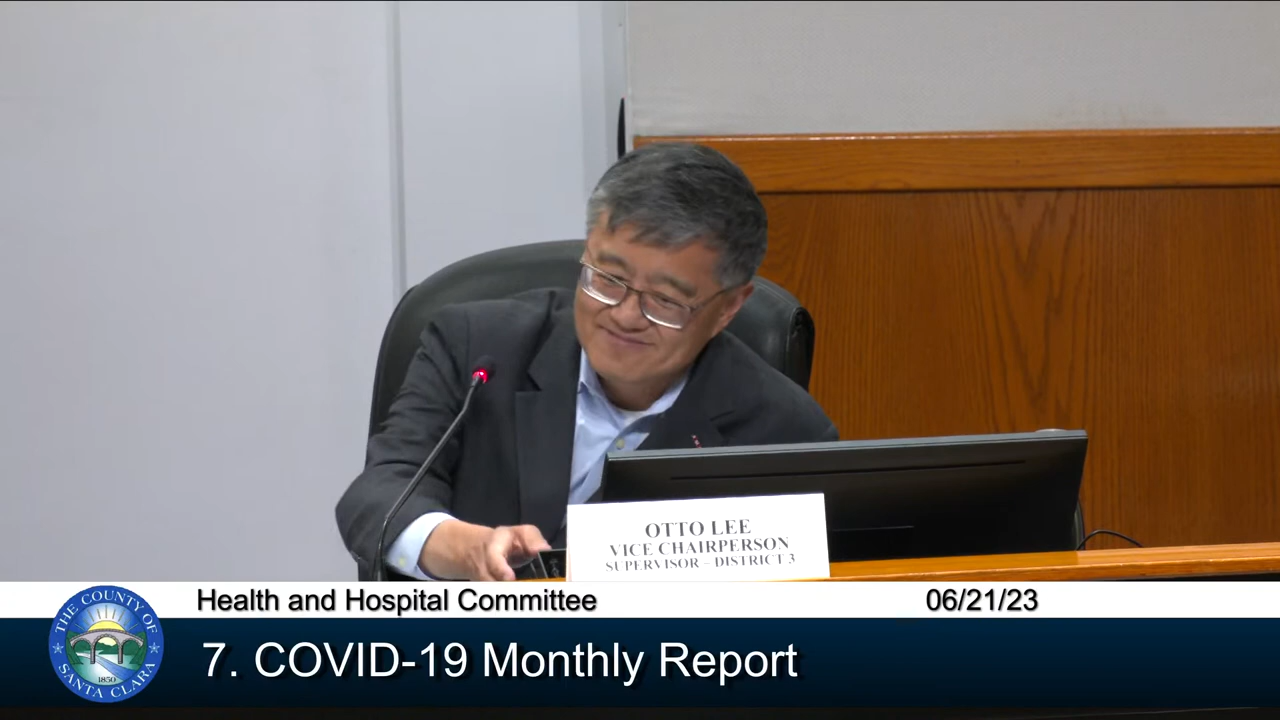 OTTO LEE
VICE CHAIRPERSON
SUPERVISOR – DISTRICT 3
Health and Hospital Committee
06/21/23
7. COVID-19 Monthly Report
THE COUNTY OF
SANTA CLARA
1850